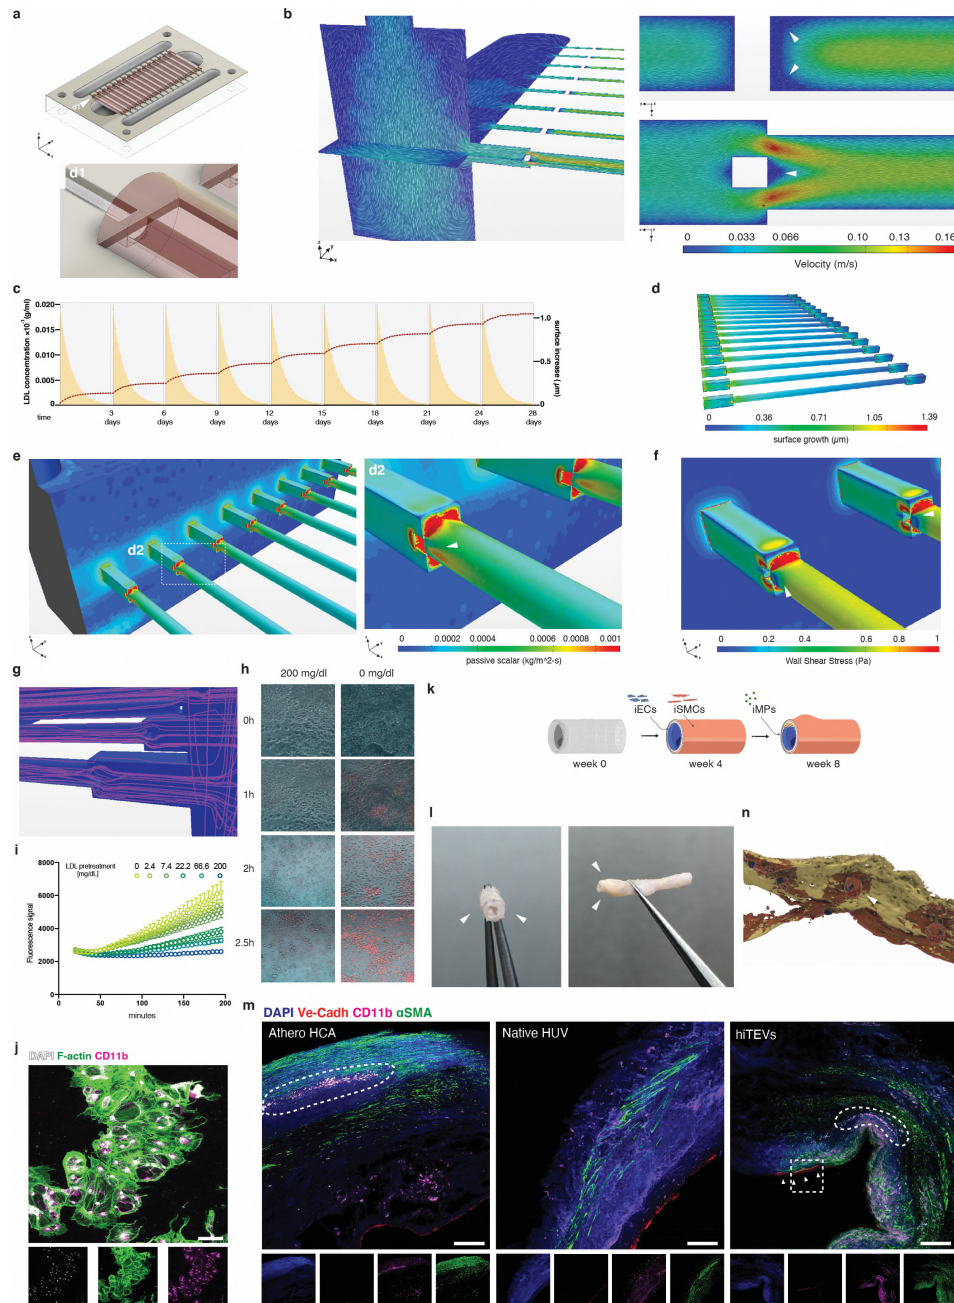 a
d1
d1
b
0
0.033
0.066
0.10
0.13
0.16
Velocity (m/s)
c
LDL concentration ×10⁻¹ (g/ml)
0.020
0.015
0.010
0.005
0
1.0
0.5
0
surface increase (µm)
time
3 days
6 days
9 days
12 days
15 days
18 days
21 days
24 days
28 days
d
0
0.36
0.71
1.05
1.39
surface growth (µm)
e
d2
d2
0
0.0002
0.0004
0.0006
0.0008
0.001
passive scalar (kg/m^2-s)
f
0
0.2
0.4
0.6
0.8
1
Wall Shear Stress (Pa)
g
h
200 mg/dl
0 mg/dl
0h
1h
2h
2.5h
i
LDL pretreatment
[mg/dL]
0 2.4 7.4 22.2 66.6 200
Fluorescence signal
8000
6000
4000
2000
0
0 50 100 150 200
minutes
j
DAPI F-actin CD11b
k
iECs
iSMCs
iMPs
week 0
week 4
week 8
l
n
m
DAPI Ve-Cadh CD11b αSMA
Athero HCA
Native HUV
hiTEVs